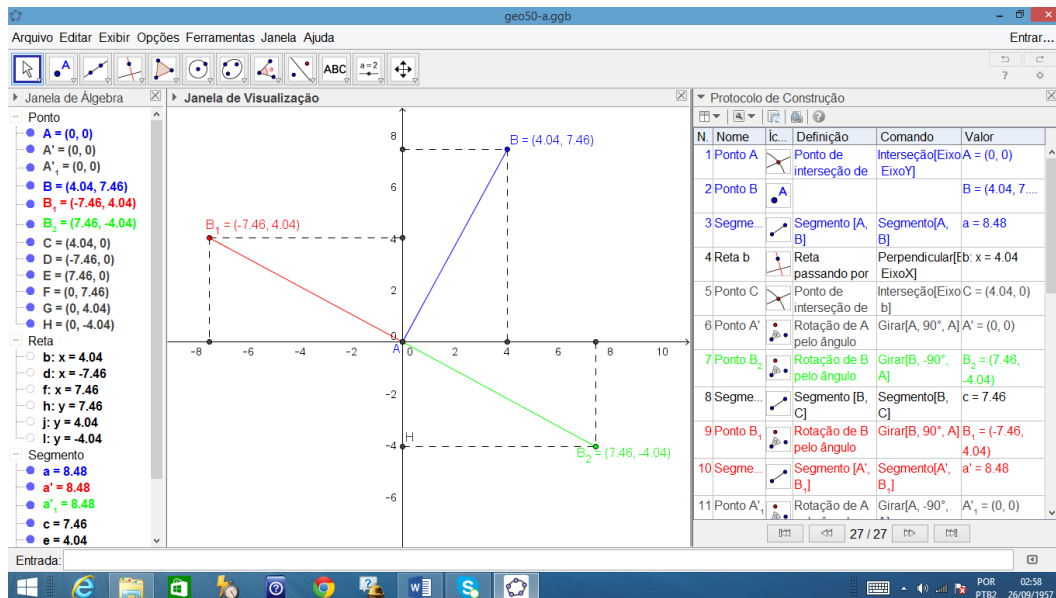 geo50-a.ggb
Arquivo Editar Exibir Opções Ferramentas Janela Ajuda
Entrar...
A
ABC
a=2
Janela de Álgebra
Ponto
A = (0, 0)
A' = (0, 0)
A'₁ = (0, 0)
B = (4.04, 7.46)
B₁ = (-7.46, 4.04)
B₂ = (7.46, -4.04)
C = (4.04, 0)
D = (-7.46, 0)
E = (7.46, 0)
F = (0, 7.46)
G = (0, 4.04)
H = (0, -4.04)
Reta
b: x = 4.04
d: x = -7.46
f: x = 7.46
h: y = 7.46
j: y = 4.04
l: y = -4.04
Segmento
a = 8.48
a' = 8.48
a'₁ = 8.48
c = 7.46
e = 4.04
Janela de Visualização
8
B = (4.04, 7.46)
6
B₁ = (-7.46, 4.04)
4
2
0
-8 -6 -4 -2 A 0 2 4 6 8 10
-2
H
-4
B₂ = (7.46, -4.04)
-6
Protocolo de Construção
N. Nome Íc... Definição Comando Valor
1 Ponto A Ponto de interseção de Interseção[Eixo EixoY] A = (0, 0)
2 Ponto B A B = (4.04, 7....
3 Segme... Segmento [A, B] Segmento[A, B] a = 8.48
4 Reta b Reta passando por Perpendicular[E EixoX] b: x = 4.04
5 Ponto C Ponto de interseção de Interseção[Eixo b] C = (4.04, 0)
6 Ponto A' Rotação de A pelo ângulo Girar[A, 90°, A] A' = (0, 0)
7 Ponto B₂ Rotação de B pelo ângulo Girar[B, -90°, A] B₂ = (7.46, -4.04)
8 Segme... Segmento [B, C] Segmento[B, C] c = 7.46
9 Ponto B₁ Rotação de B pelo ângulo Girar[B, 90°, A] B₁ = (-7.46, 4.04)
10 Segme... Segmento [A', B₁] Segmento[A', B₁] a' = 8.48
11 Ponto A'₁ Rotação de A Girar[A, -90°, A'₁ = (0, 0)
27 / 27
Entrada:
POR
PTB2
02:58
26/09/1957